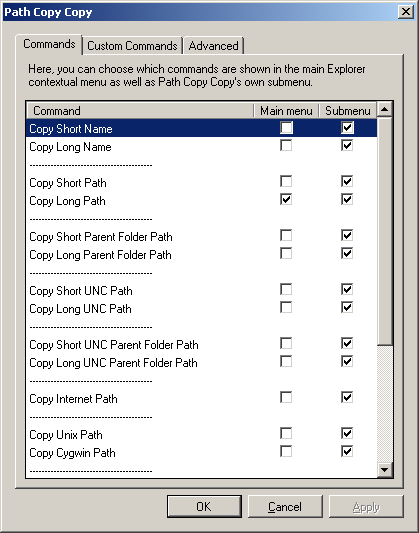 Path Copy Copy
Commands Custom Commands Advanced
Here, you can choose which commands are shown in the main Explorer
contextual menu as well as Path Copy Copy's own submenu.
Command Main menu Submenu
Copy Short Name
Copy Long Name
----------------------------------------
Copy Short Path
Copy Long Path
----------------------------------------
Copy Short Parent Folder Path
Copy Long Parent Folder Path
----------------------------------------
Copy Short UNC Path
Copy Long UNC Path
----------------------------------------
Copy Short UNC Parent Folder Path
Copy Long UNC Parent Folder Path
----------------------------------------
Copy Internet Path
----------------------------------------
Copy Unix Path
Copy Cygwin Path
----------------------------------------
OK Cancel Apply